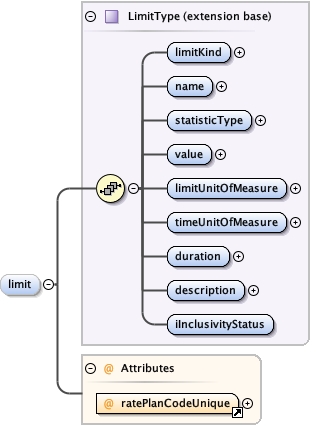 LimitType (extension base)
limitKind
name
statisticType
value
limitUnitOfMeasure
timeUnitOfMeasure
duration
description
iInclusivityStatus
limit
@ Attributes
@ ratePlanCodeUnique